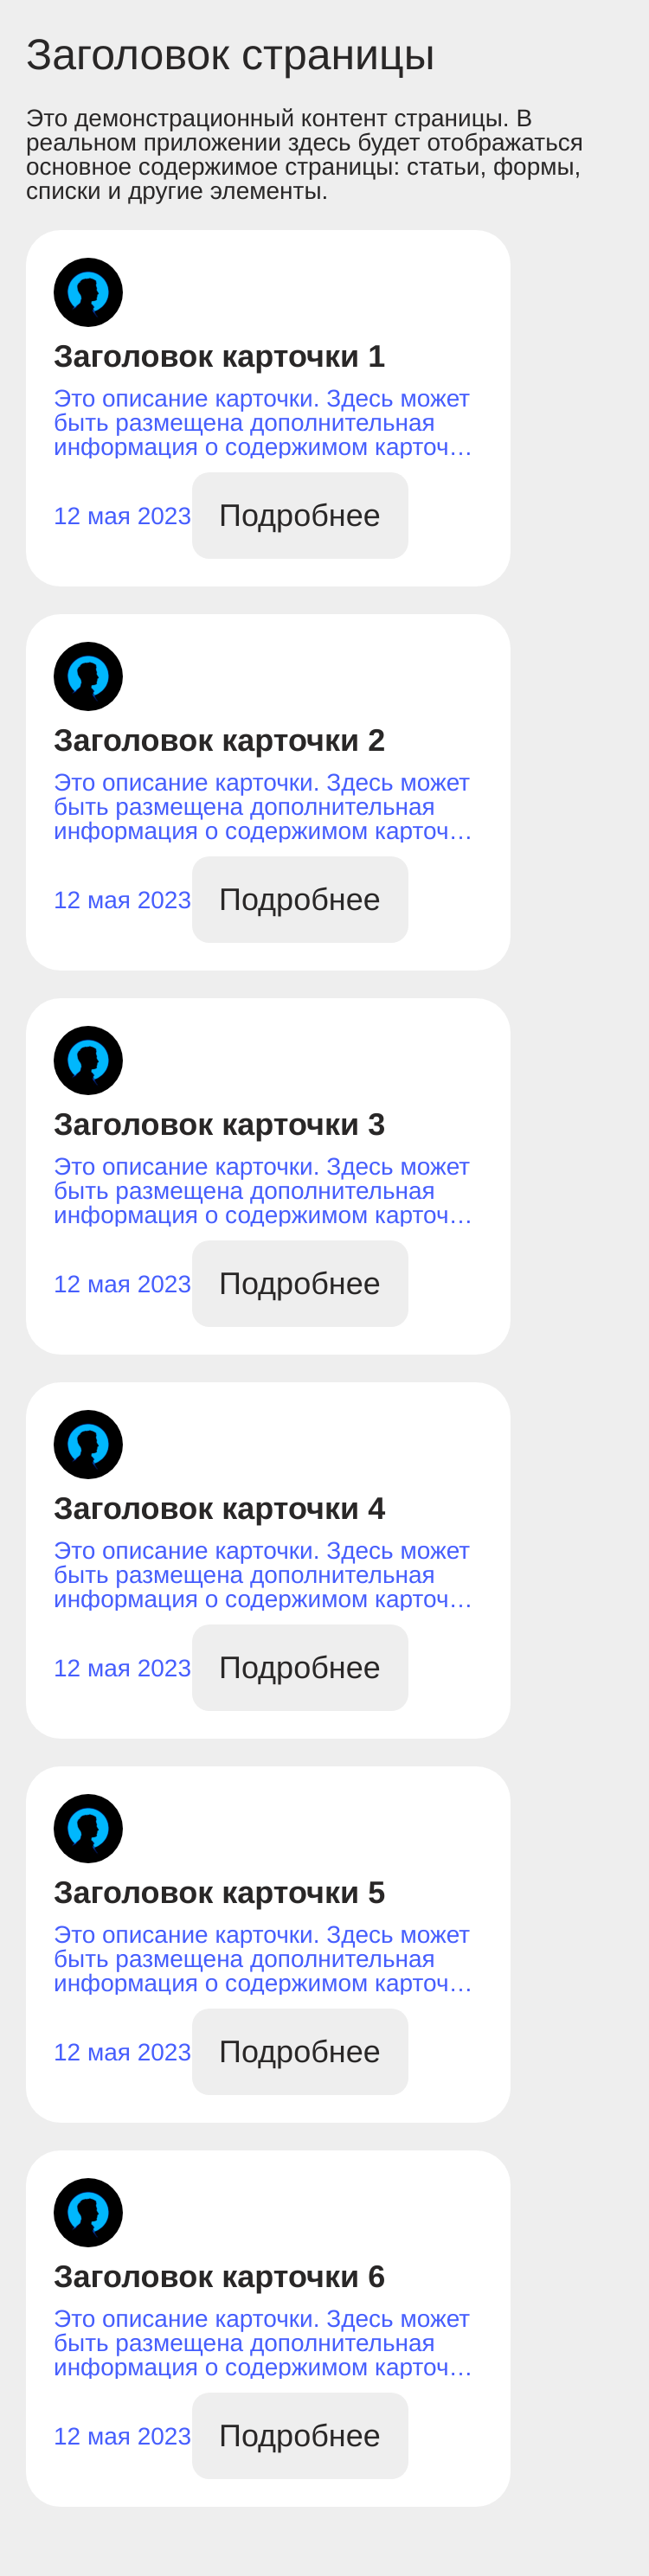 Заголовок страницы
Это демонстрационный контент страницы. В
реальном приложении здесь будет отображаться
основное содержимое страницы: статьи, формы,
списки и другие элементы.
Заголовок карточки 1
Это описание карточки. Здесь может
быть размещена дополнительная
информация о содержимом карточ…
12 мая 2023 Подробнее
Заголовок карточки 2
Это описание карточки. Здесь может
быть размещена дополнительная
информация о содержимом карточ…
12 мая 2023 Подробнее
Заголовок карточки 3
Это описание карточки. Здесь может
быть размещена дополнительная
информация о содержимом карточ…
12 мая 2023 Подробнее
Заголовок карточки 4
Это описание карточки. Здесь может
быть размещена дополнительная
информация о содержимом карточ…
12 мая 2023 Подробнее
Заголовок карточки 5
Это описание карточки. Здесь может
быть размещена дополнительная
информация о содержимом карточ…
12 мая 2023 Подробнее
Заголовок карточки 6
Это описание карточки. Здесь может
быть размещена дополнительная
информация о содержимом карточ…
12 мая 2023 Подробнее